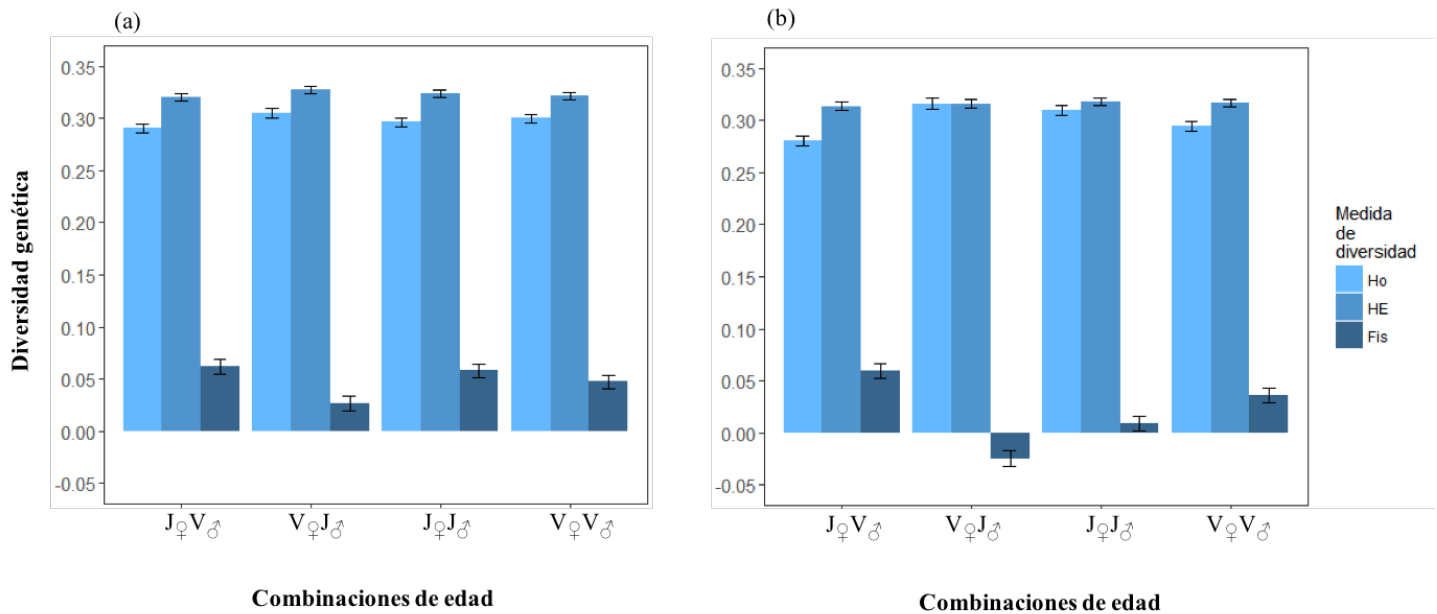 (a)
Diversidad genética
0.35
0.30
0.25
0.20
0.15
0.10
0.05
0.00
-0.05
J♀V♂ V♀J♂ J♀J♂ V♀V♂
Combinaciones de edad
(b)
0.35
0.30
0.25
0.20
0.15
0.10
0.05
0.00
-0.05
J♀V♂ V♀J♂ J♀J♂ V♀V♂
Combinaciones de edad
Medida
de
diversidad
Ho
HE
Fis